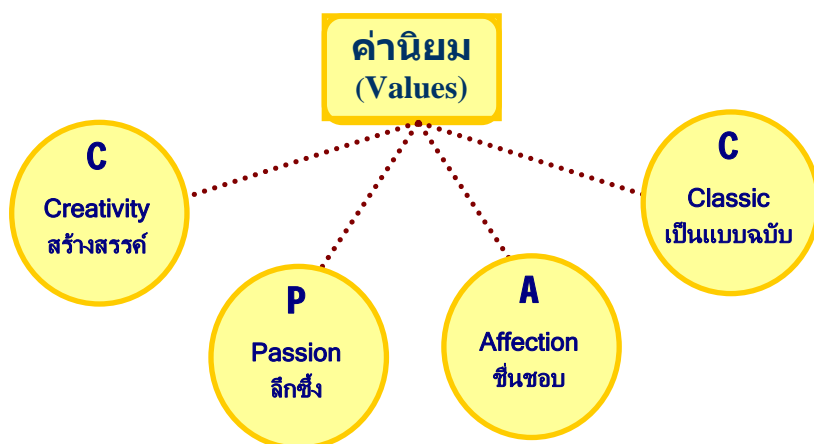 ค่านิยม
(Values)
C
Creativity
สร้างสรรค์
P
Passion
ลึกซึ้ง
A
Affection
ชื่นชอบ
C
Classic
เป็นแบบฉบับ